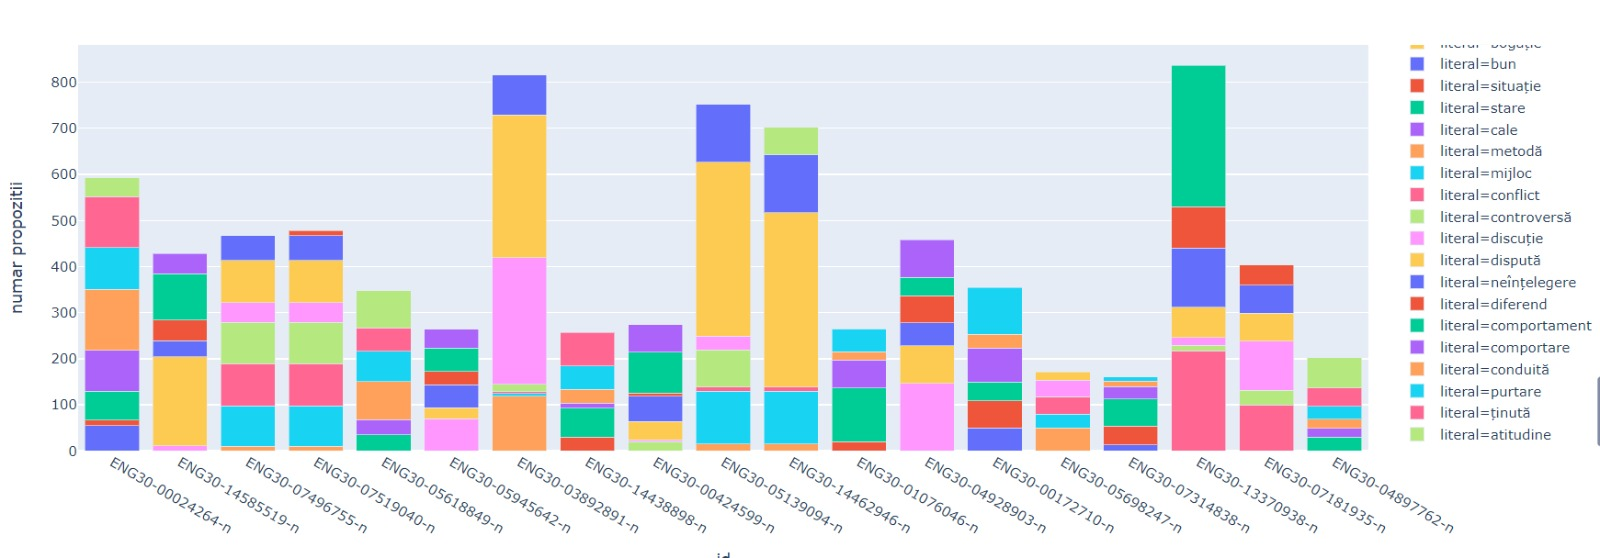 numar propozitii
800
700
600
500
400
300
200
100
0
ENG30-00024264-n
ENG30-14585519-n
ENG30-07496755-n
ENG30-07519040-n
ENG30-05618849-n
ENG30-05945642-n
ENG30-03892891-n
ENG30-14438898-n
ENG30-00424599-n
ENG30-05139094-n
ENG30-14462946-n
ENG30-01076046-n
ENG30-04928903-n
ENG30-00172710-n
ENG30-05698247-n
ENG30-07314838-n
ENG30-13370938-n
ENG30-07181935-n
ENG30-04897762-n
id
literal=bun
literal=situație
literal=stare
literal=cale
literal=metodă
literal=mijloc
literal=conflict
literal=controversă
literal=discuție
literal=dispută
literal=neînțelegere
literal=diferend
literal=comportament
literal=comportare
literal=conduită
literal=purtare
literal=ținută
literal=atitudine